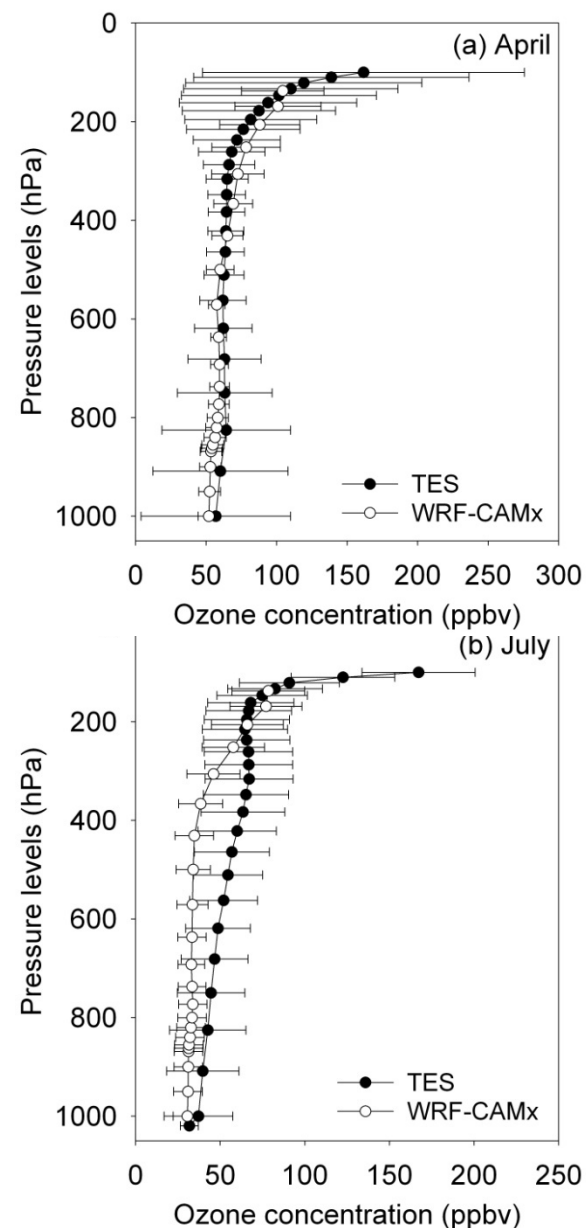 (a) April
0
200
400
600
800
1000
Pressure levels (hPa)
TES
WRF-CAMx
0 50 100 150 200 250 300
Ozone concentration (ppbv)
(b) July
200
400
600
800
1000
Pressure levels (hPa)
TES
WRF-CAMx
0 50 100 150 200 250
Ozone concentration (ppbv)